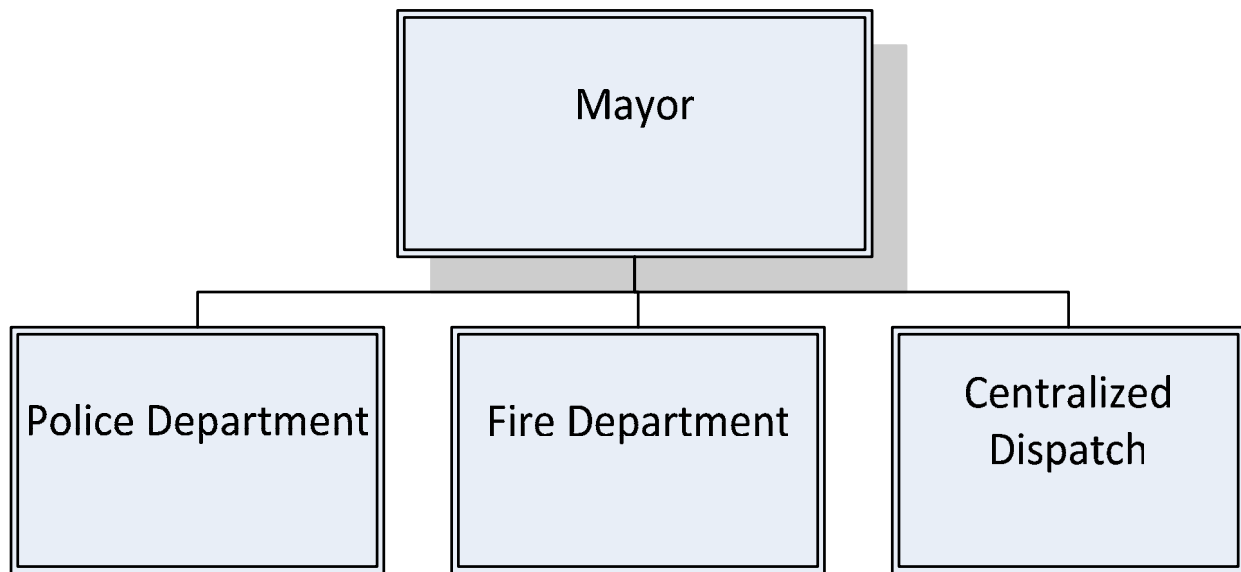 Mayor
Police Department
Fire Department
Centralized
Dispatch